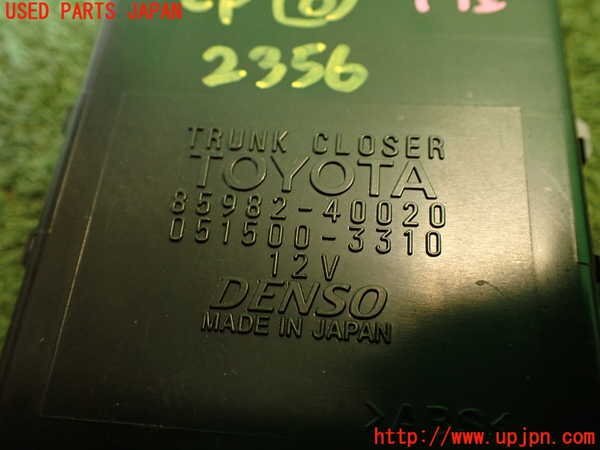 USED PARTS JAPAN
2356
TRUNK CLOSER
TOYOTA
85982-40020
051500-3310
12V
DENSO
MADE IN JAPAN
>ABS<
http://www.upjpn.com/